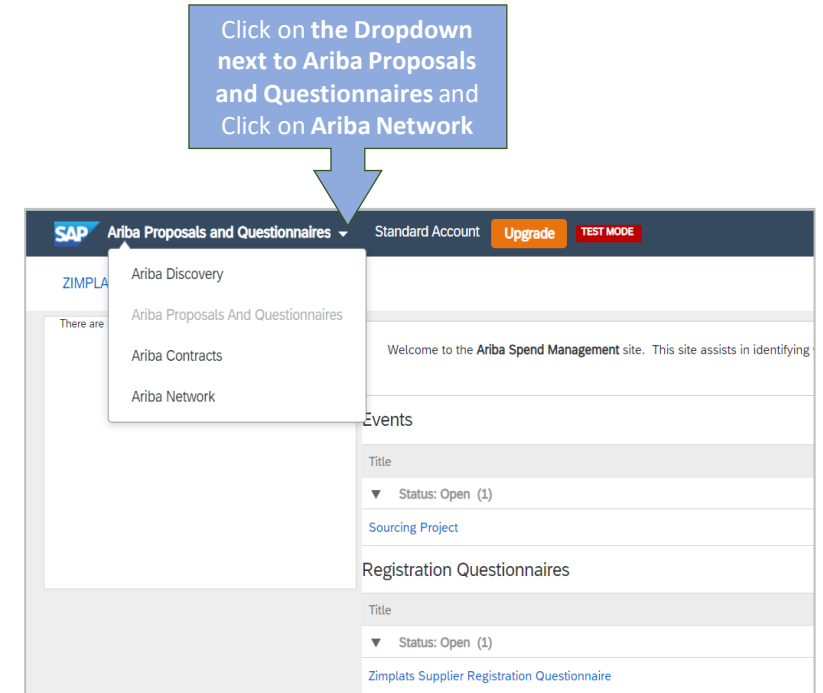 Click on the Dropdown
next to Ariba Proposals
and Questionnaires and
Click on Ariba Network
SAP Ariba Proposals and Questionnaires Standard Account Upgrade TEST MODE
Ariba Discovery
ZIMPLA
Ariba Proposals And Questionnaires
There are
Ariba Contracts
Welcome to the Ariba Spend Management site. This site assists in identifying
Ariba Network
Events
Title
▼ Status: Open (1)
Sourcing Project
Registration Questionnaires
Title
▼ Status: Open (1)
Zimplats Supplier Registration Questionnaire